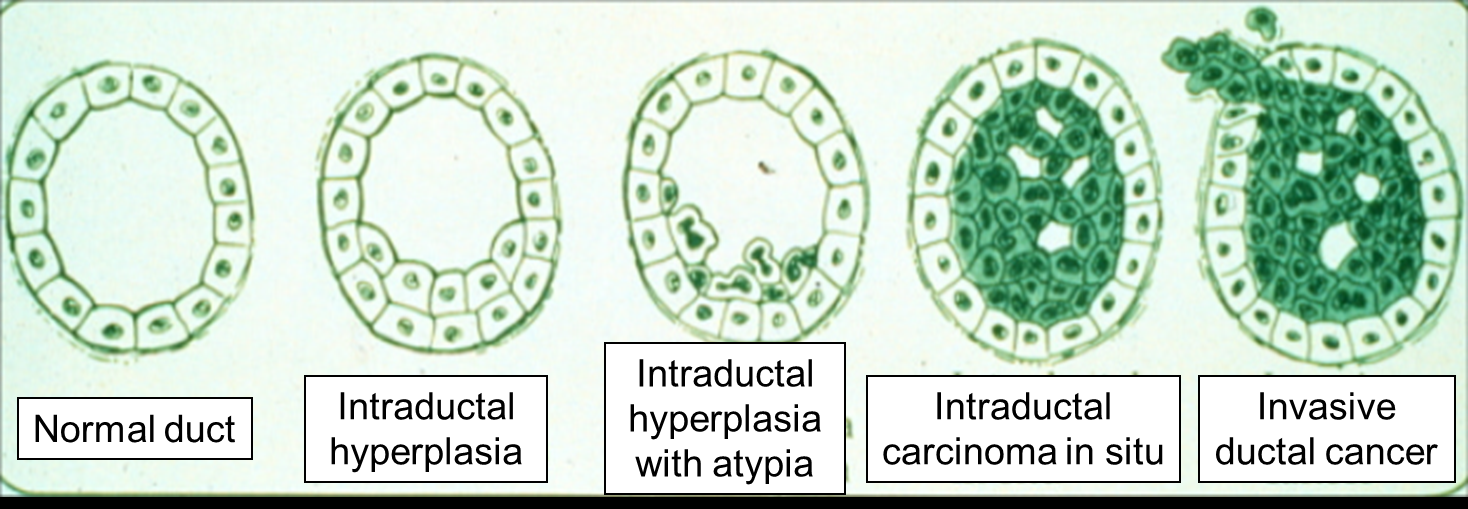 Normal duct
Intraductal
hyperplasia
Intraductal
hyperplasia
with atypia
Intraductal
carcinoma in situ
Invasive
ductal cancer